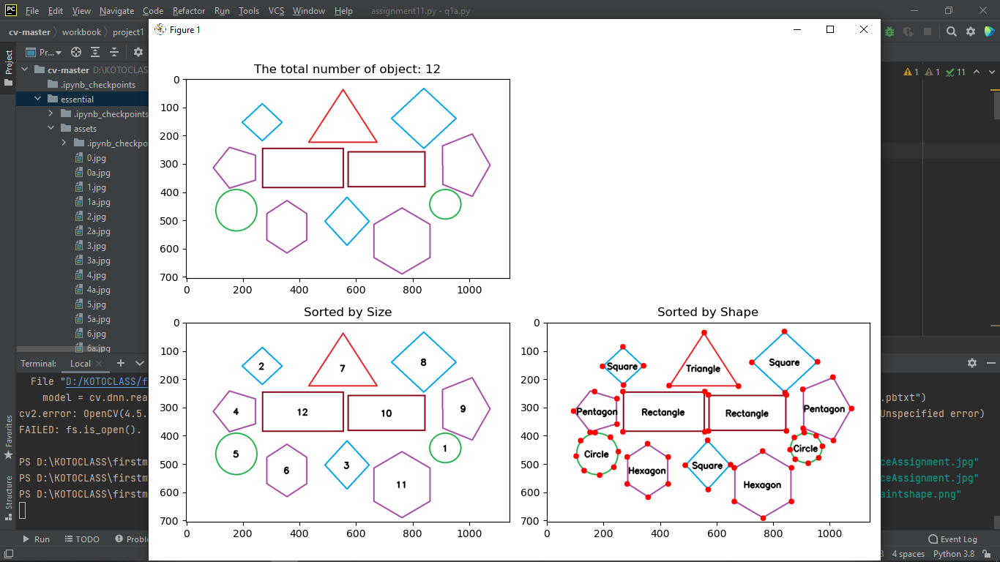 PC File Edit View Navigate Code Refactor Run Tools VCS Window Help assignment11.py - q1a.py
cv-master workbook project1
Figure 1
Project
Pr...
cv-master D:\KOTOCLAS
.ipynb_checkpoints
essential
.ipynb_checkpoints
assets
.ipynb_checkpo
0.jpg
0a.jpg
1.jpg
1a.jpg
2.jpg
2a.jpg
3.jpg
3a.jpg
4.jpg
4a.jpg
5.jpg
5a.jpg
6.jpg
6a.jpg
1 1 11
The total number of object: 12
0
100
200
300
400
500
600
700
0 200 400 600 800 1000
Sorted by Size
0
100
200
300
400
500
600
700
2 7 8
4 12 10 9
5 6 3 11 1
0 200 400 600 800 1000
Sorted by Shape
0
100
200
300
400
500
600
700
Square Triangle Square
Pentagon Rectangle Rectangle Pentagon
Circle Hexagon Square Hexagon Circle
0 200 400 600 800 1000
Terminal: Local
File "D:/KOTOCLASS/f
model = cv.dnn.rea
.pbtxt")
cv2.error: OpenCV(4.5.
Unspecified error)
FAILED: fs.is_open().
PS D:\KOTOCLASS\firstm
ceAssignment.jpg"
PS D:\KOTOCLASS\firstm
ceAssignment.jpg"
PS D:\KOTOCLASS\firstm
aintshape.png"
Favorites
Structure
Run TODO Proble
Event Log
4 spaces Python 3.8